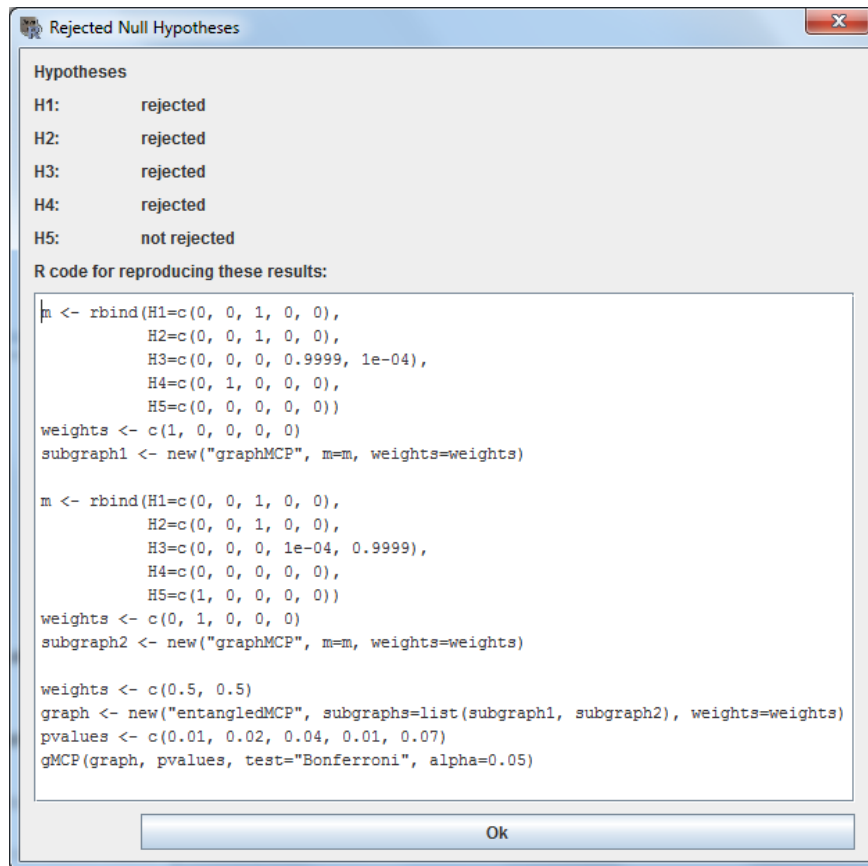 Rejected Null Hypotheses
Hypotheses
H1: rejected
H2: rejected
H3: rejected
H4: rejected
H5: not rejected
R code for reproducing these results:
m <- rbind(H1=c(0, 0, 1, 0, 0),
H2=c(0, 0, 1, 0, 0),
H3=c(0, 0, 0, 0.9999, 1e-04),
H4=c(0, 1, 0, 0, 0),
H5=c(0, 0, 0, 0, 0))
weights <- c(1, 0, 0, 0, 0)
subgraph1 <- new("graphMCP", m=m, weights=weights)
m <- rbind(H1=c(0, 0, 1, 0, 0),
H2=c(0, 0, 1, 0, 0),
H3=c(0, 0, 0, 1e-04, 0.9999),
H4=c(0, 0, 0, 0, 0),
H5=c(1, 0, 0, 0, 0))
weights <- c(0, 1, 0, 0, 0)
subgraph2 <- new("graphMCP", m=m, weights=weights)
weights <- c(0.5, 0.5)
graph <- new("entangledMCP", subgraphs=list(subgraph1, subgraph2), weights=weights)
pvalues <- c(0.01, 0.02, 0.04, 0.01, 0.07)
gMCP(graph, pvalues, test="Bonferroni", alpha=0.05)
Ok